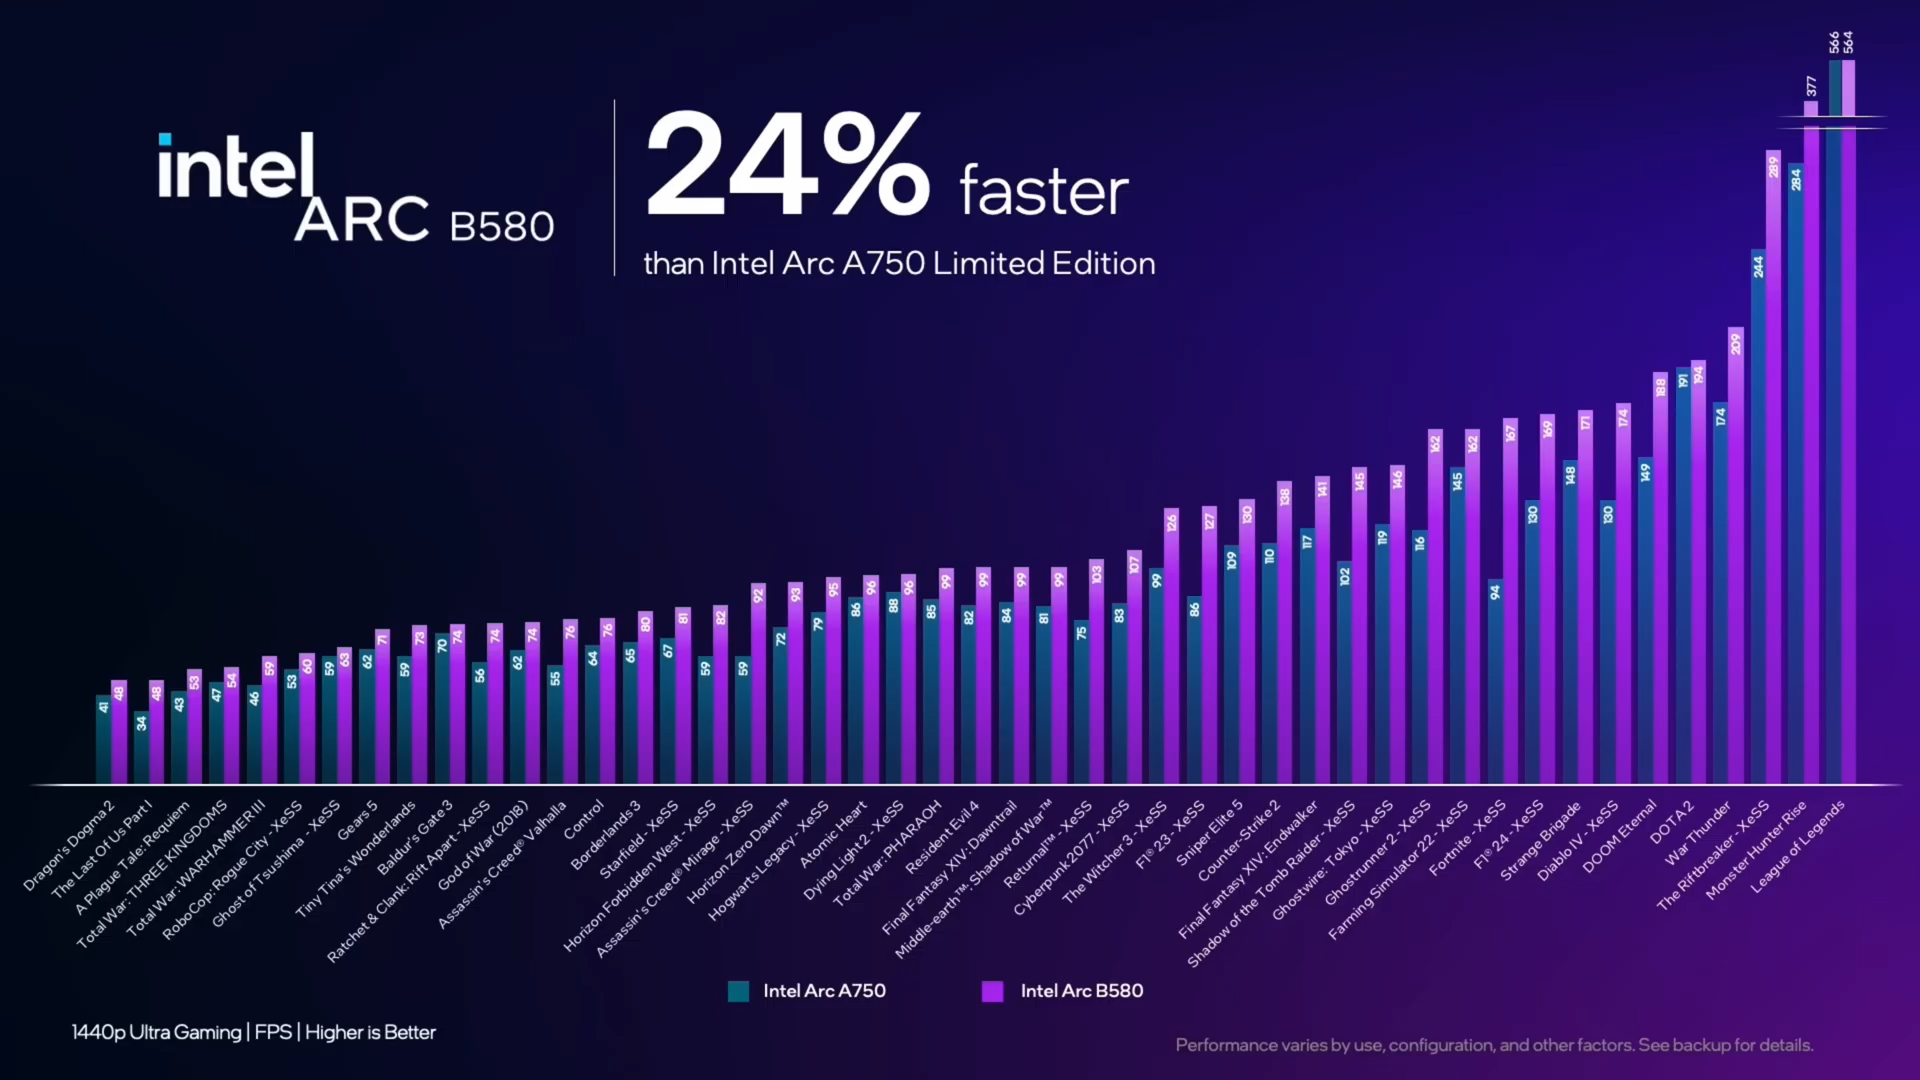 intel
ARC B580
24% faster
than Intel Arc A750 Limited Edition
566
564
377
289
284
244
209
174
194
191
188
149
174
130
171
148
169
130
167
94
162
145
162
116
146
119
145
102
141
117
138
110
130
109
127
86
126
99
107
83
103
75
99
81
99
84
99
82
99
85
96
88
96
86
95
79
93
72
92
59
82
59
81
67
80
65
76
64
76
55
74
62
74
56
74
70
73
59
71
62
63
59
60
53
59
46
54
47
53
43
48
34
48
41
Dragon's Dogma 2
The Last Of Us Part I
A Plague Tale: Requiem
Total War: THREE KINGDOMS
Total War: WARHAMMER III
RoboCop: Rogue City - XeSS
Ghost of Tsushima - XeSS
Gears 5
Tiny Tina's Wonderlands
Baldur's Gate 3
Ratchet & Clank: Rift Apart - XeSS
God of War (2018)
Assassin's Creed® Valhalla
Control
Borderlands 3
Starfield - XeSS
Horizon Forbidden West - XeSS
Assassin's Creed® Mirage - XeSS
Horizon Zero Dawn™
Hogwarts Legacy - XeSS
Atomic Heart
Dying Light 2 - XeSS
Total War: PHARAOH
Resident Evil 4
Final Fantasy XIV: Dawntrail
Middle-earth™: Shadow of War™
Returnal™ - XeSS
Cyberpunk 2077 - XeSS
The Witcher 3 - XeSS
F1® 23 - XeSS
Sniper Elite 5
Counter-Strike 2
Final Fantasy XIV: Endwalker
Shadow of the Tomb Raider - XeSS
Ghostwire: Tokyo - XeSS
Ghostrunner 2 - XeSS
Farming Simulator 22 - XeSS
Fortnite - XeSS
F1® 24 - XeSS
Strange Brigade
Diablo IV - XeSS
DOOM Eternal
DOTA 2
War Thunder
The Riftbreaker - XeSS
Monster Hunter Rise
League of Legends
Intel Arc A750
Intel Arc B580
1440p Ultra Gaming | FPS | Higher is Better
Performance varies by use, configuration, and other factors. See backup for details.